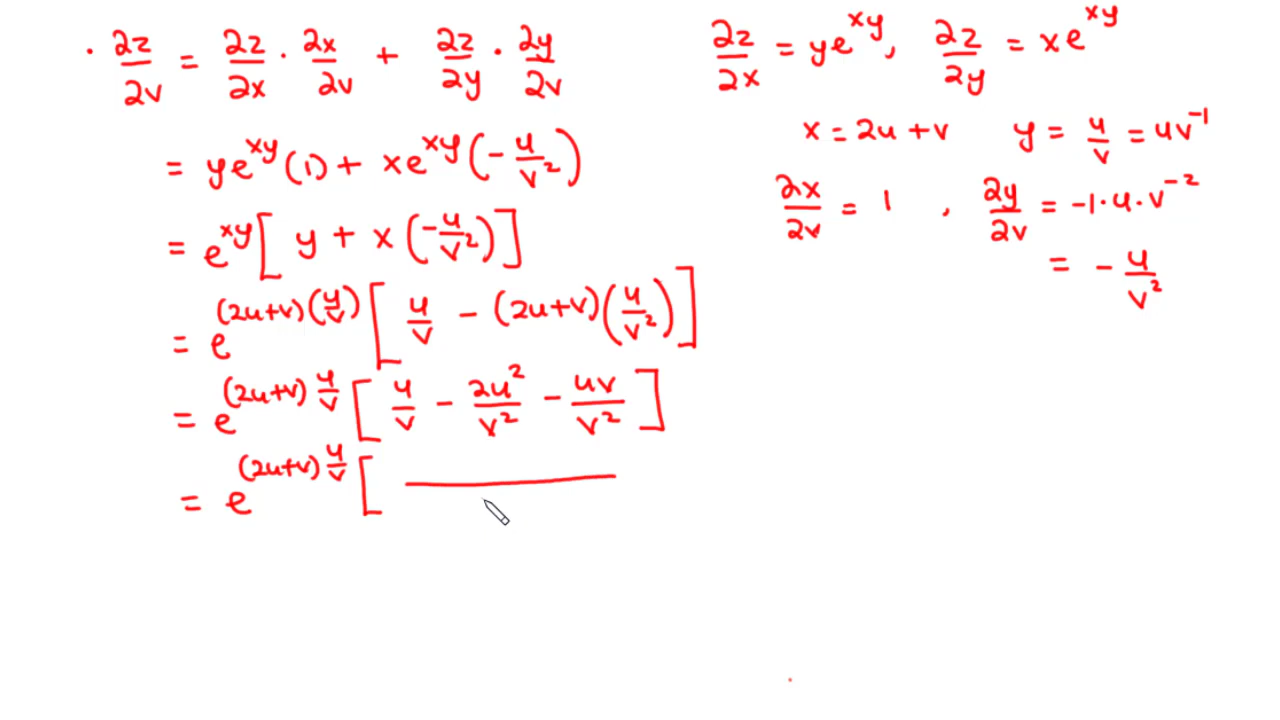 · ∂z/∂v = ∂z/∂x · ∂x/∂v + ∂z/∂y · ∂y/∂v
= ye^{xy} (1) + xe^{xy} (- u/v²)
= e^{xy} [ y + x (- u/v²) ]
= e^{(2u+v)(u/v)} [ u/v - (2u+v)(u/v²) ]
= e^{(2u+v) u/v} [ u/v - 2u²/v² - uv/v² ]
= e^{(2u+v) u/v} [
∂z/∂x = ye^{xy}, ∂z/∂y = xe^{xy}
x = 2u + v y = u/v = uv^{-1}
∂x/∂v = 1 , ∂y/∂v = -1 · u · v^{-2}
= - u/v²